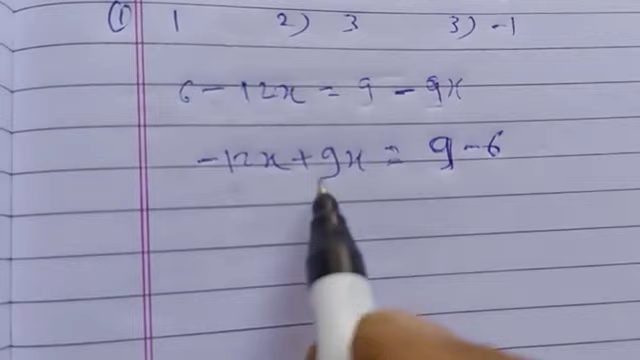 ① 1 2) 3 3) -1
6 - 12x = 9 - 9x
-12x + 9x = 9 - 6